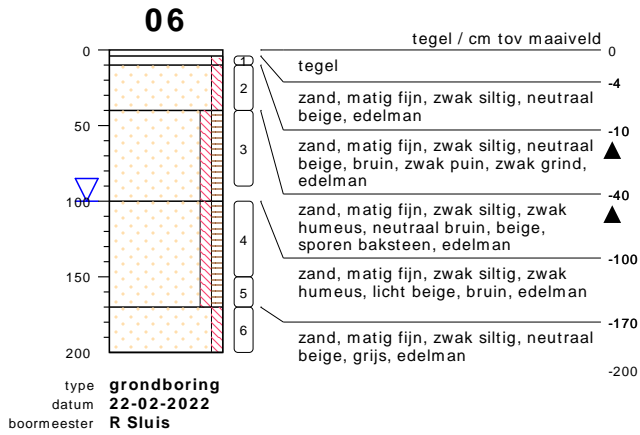 06
tegel / cm tov maaiveld
0
0
tegel
-4
1
zand, matig fijn, zwak siltig, neutraal
beige, edelman
-10
2
zand, matig fijn, zwak siltig, neutraal
beige, bruin, zwak puin, zwak grind,
edelman
-40
50
3
zand, matig fijn, zwak siltig, zwak
humeus, neutraal bruin, beige,
sporen baksteen, edelman
-100
100
4
zand, matig fijn, zwak siltig, zwak
humeus, licht beige, bruin, edelman
-170
150
5
6
zand, matig fijn, zwak siltig, neutraal
beige, grijs, edelman
-200
200
type grondboring
datum 22-02-2022
boormeester R Sluis